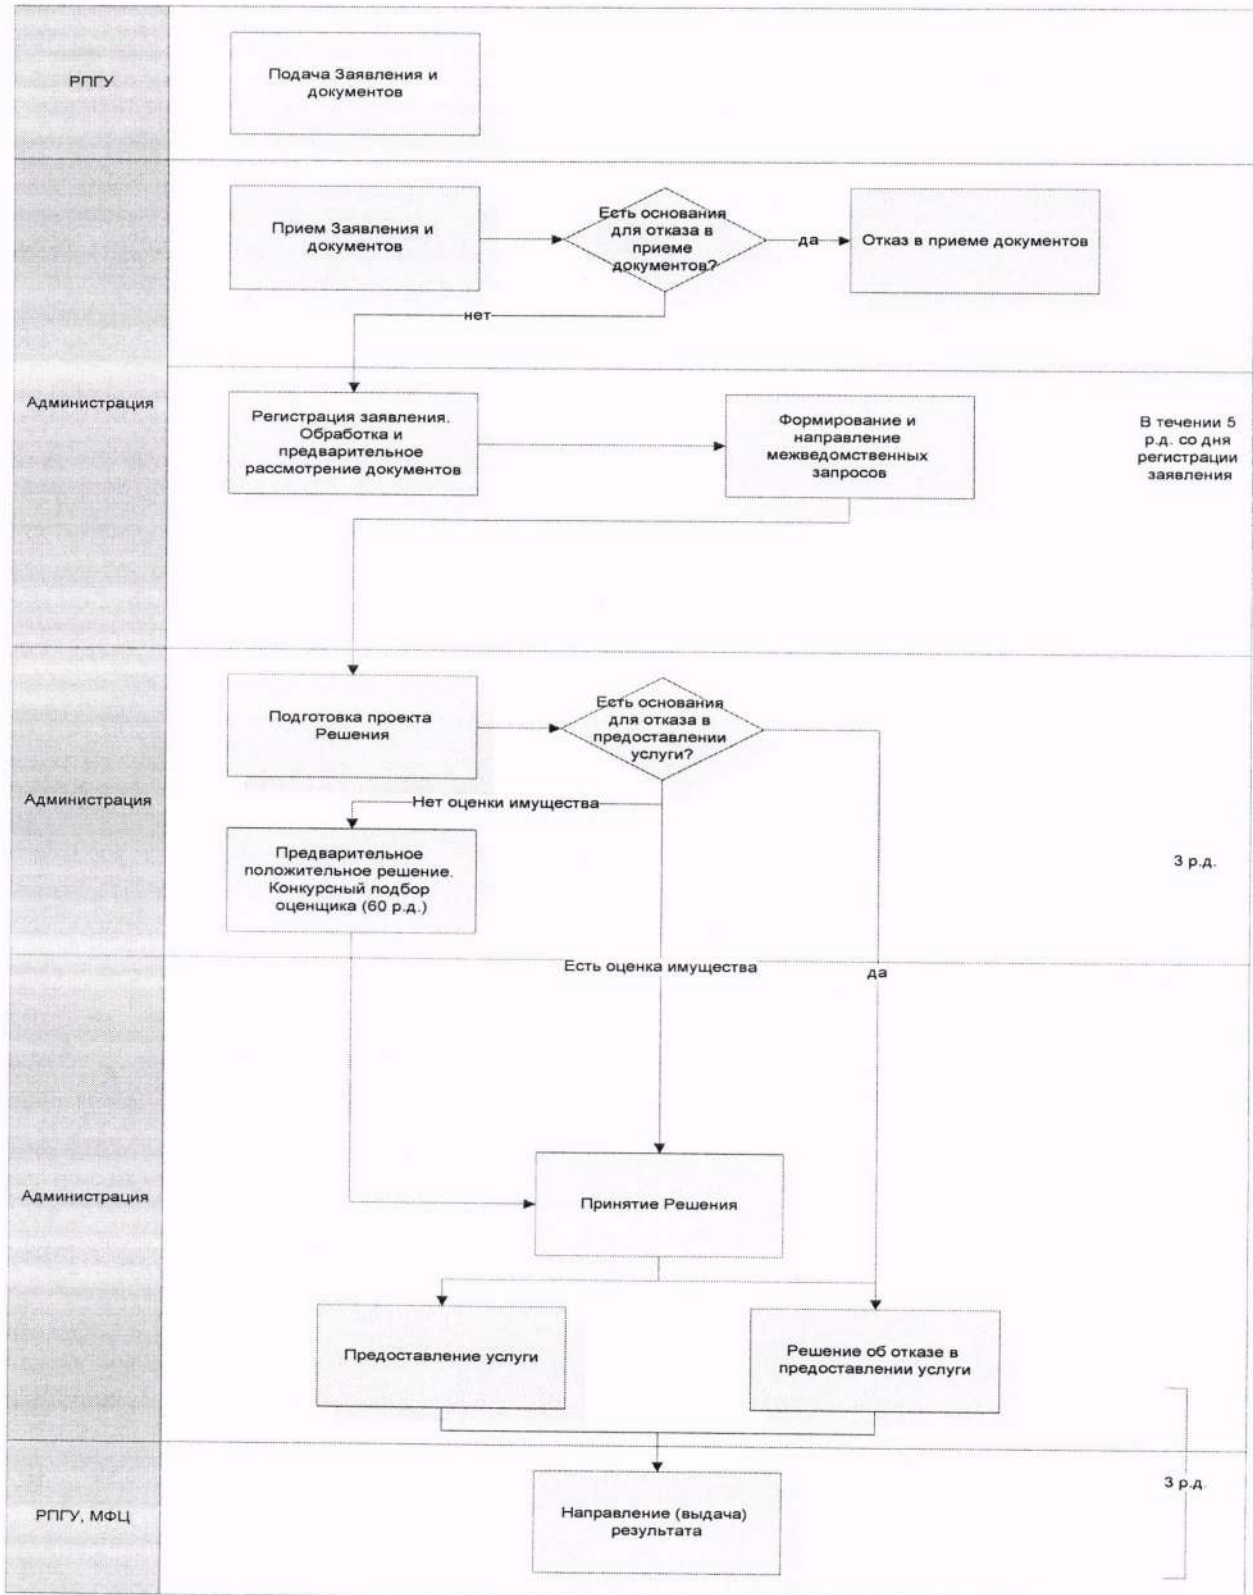 РПГУ
Подача Заявления и
документов
Прием Заявления и
документов
Есть основания
для отказа в
приеме
документов?
да
Отказ в приеме документов
нет
Администрация
Регистрация заявления.
Обработка и
предварительное
рассмотрение документов
Формирование и
направление
межведомственных
запросов
В течении 5
р.д. со дня
регистрации
заявления
Подготовка проекта
Решения
Есть основания
для отказа в
предоставлении
услуги?
Администрация
Нет оценки имущества
Предварительное
положительное решение.
Конкурсный подбор
оценщика (60 р.д.)
3 р.д.
Есть оценка имущества
да
Администрация
Принятие Решения
Предоставление услуги
Решение об отказе в
предоставлении услуги
3 р.д.
РПГУ, МФЦ
Направление (выдача)
результата